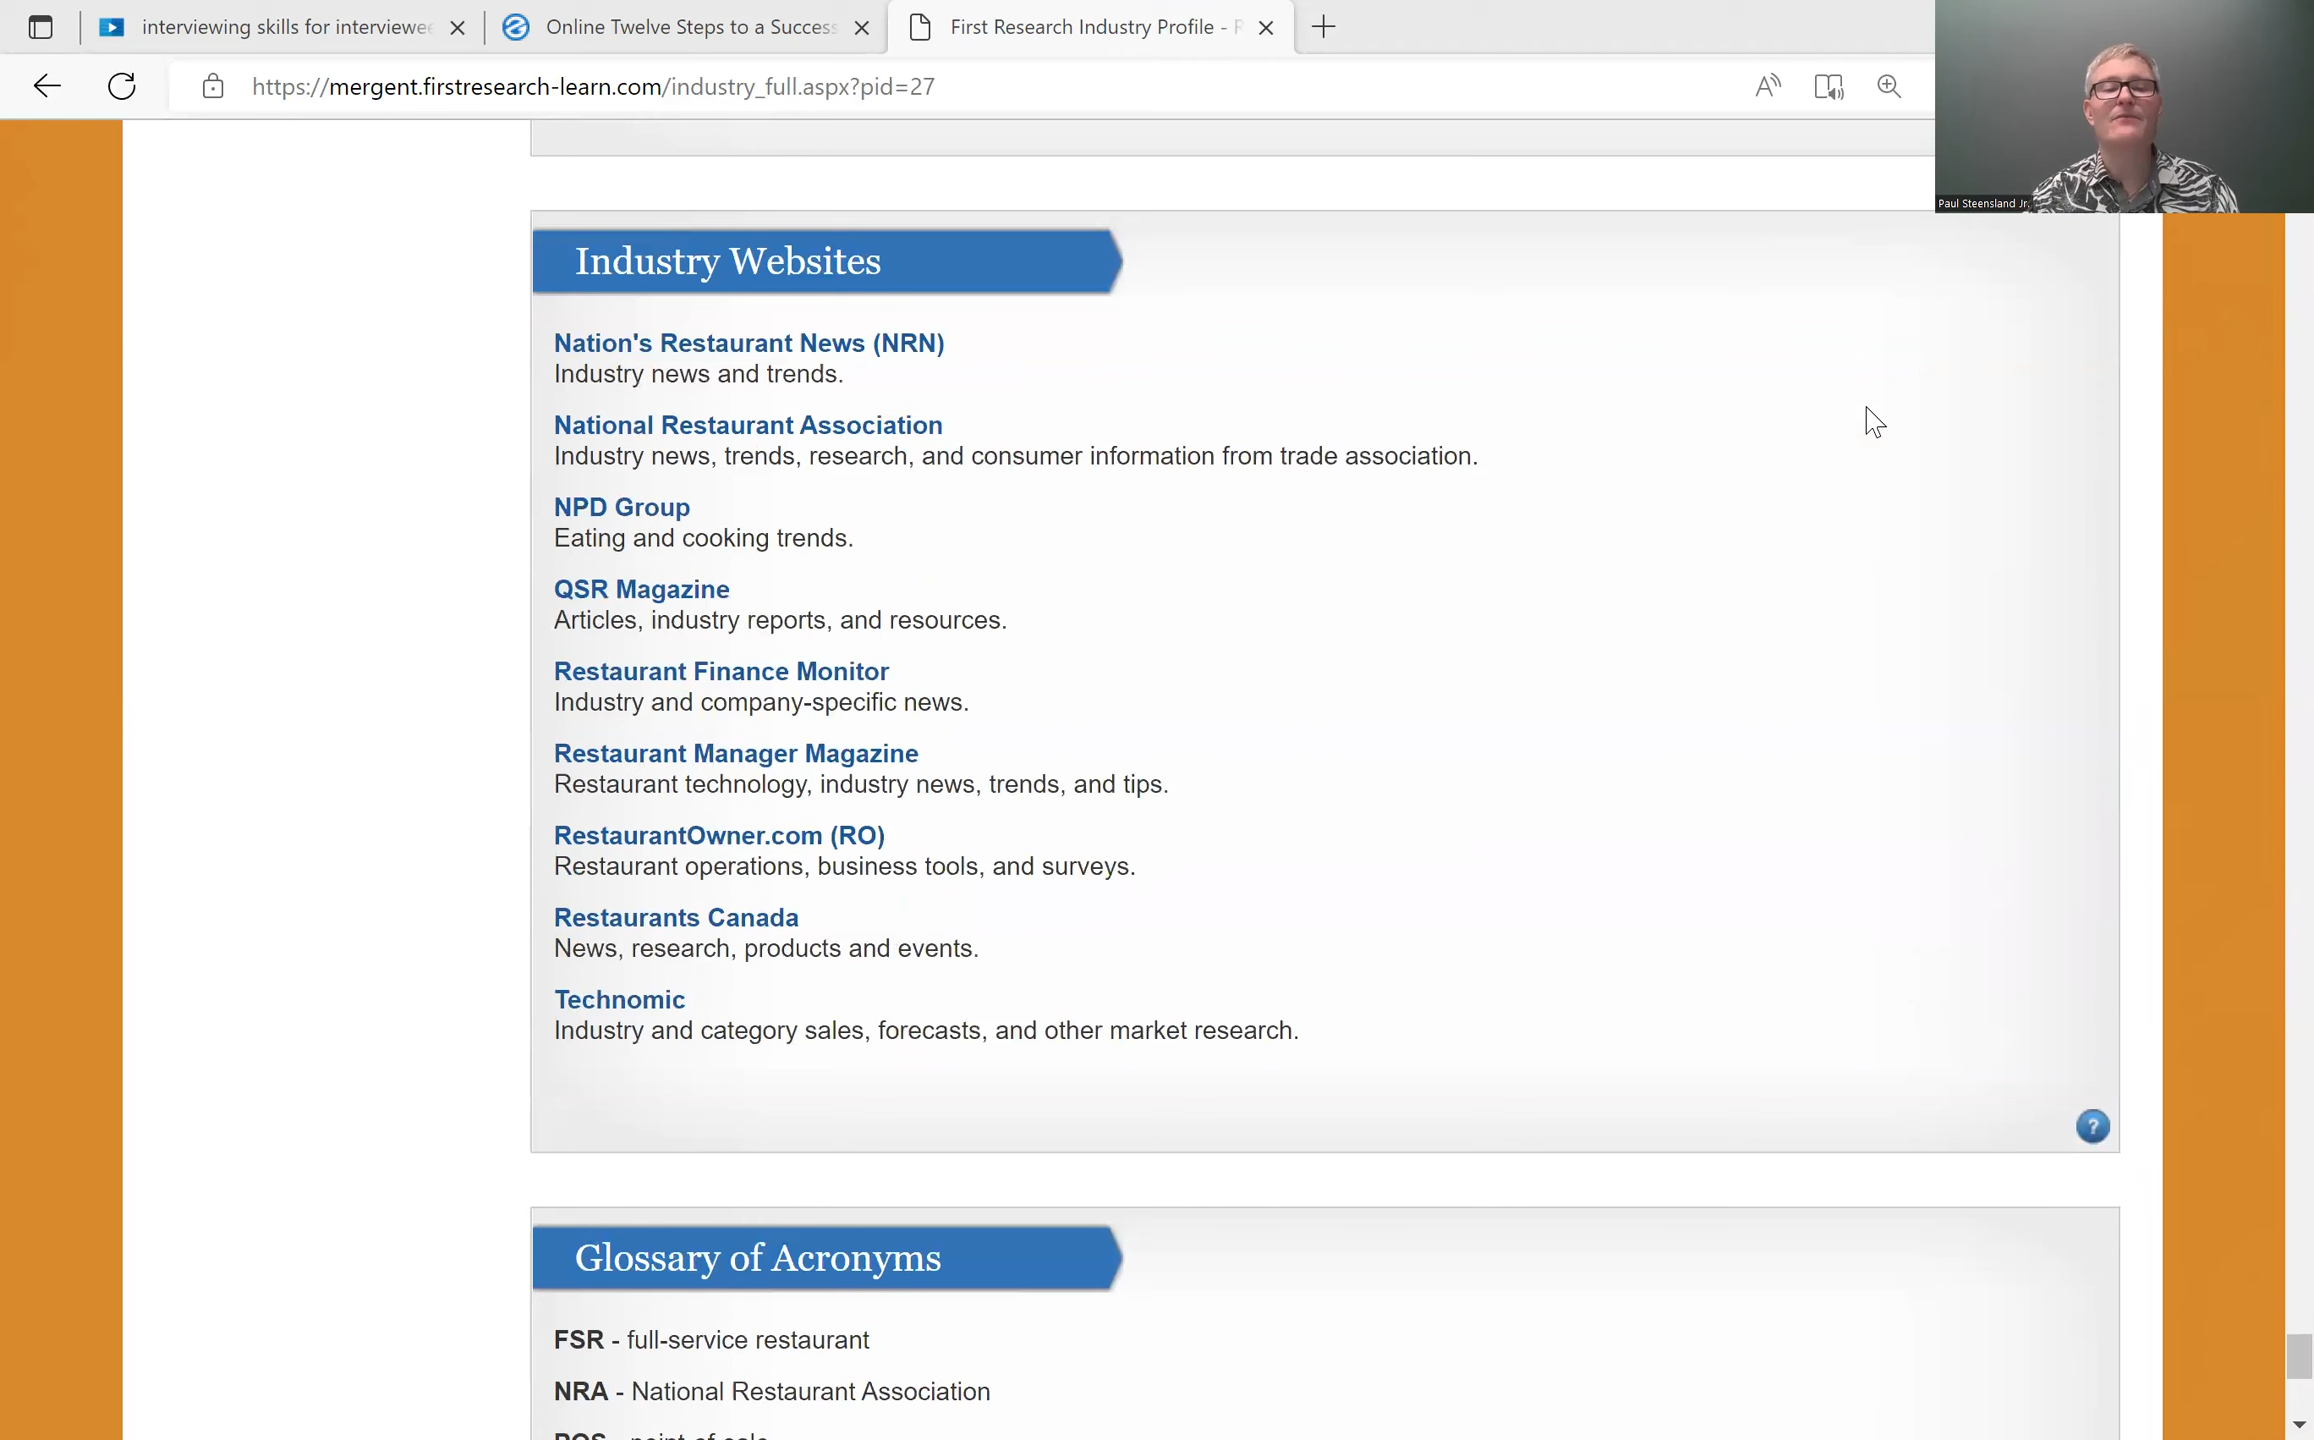 interviewing skills for interviewee
Online Twelve Steps to a Success
First Research Industry Profile - R
https://mergent.firstresearch-learn.com/industry_full.aspx?pid=27
Paul Steensland Jr.
Industry Websites
Nation's Restaurant News (NRN)
Industry news and trends.
National Restaurant Association
Industry news, trends, research, and consumer information from trade association.
NPD Group
Eating and cooking trends.
QSR Magazine
Articles, industry reports, and resources.
Restaurant Finance Monitor
Industry and company-specific news.
Restaurant Manager Magazine
Restaurant technology, industry news, trends, and tips.
RestaurantOwner.com (RO)
Restaurant operations, business tools, and surveys.
Restaurants Canada
News, research, products and events.
Technomic
Industry and category sales, forecasts, and other market research.
?
Glossary of Acronyms
FSR - full-service restaurant
NRA - National Restaurant Association
POS - point-of-sale